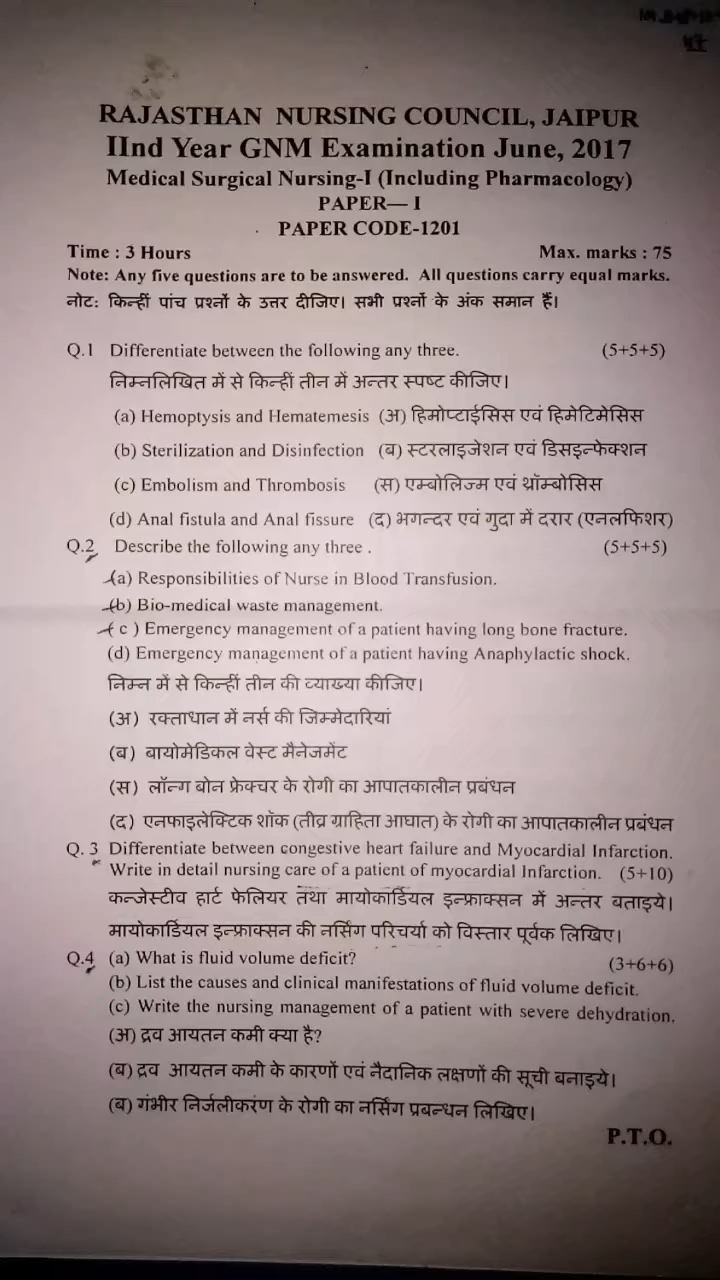 RAJASTHAN NURSING COUNCIL, JAIPUR
IInd Year GNM Examination June, 2017
Medical Surgical Nursing-I (Including Pharmacology)
PAPER— I
PAPER CODE-1201
Time : 3 Hours Max. marks : 75
Note: Any five questions are to be answered. All questions carry equal marks.
नोट: किन्हीं पांच प्रश्नों के उत्तर दीजिए। सभी प्रश्नों के अंक समान हैं।
Q.1 Differentiate between the following any three. (5+5+5)
निम्नलिखित में से किन्हीं तीन में अन्तर स्पष्ट कीजिए।
(a) Hemoptysis and Hematemesis (अ) हिमोप्टाईसिस एवं हिमेटिमेसिस
(b) Sterilization and Disinfection (ब) स्टरलाइजेशन एवं डिसइन्फेक्शन
(c) Embolism and Thrombosis (स) एम्बोलिज्म एवं थ्रॉम्बोसिस
(d) Anal fistula and Anal fissure (द) भगन्दर एवं गुदा में दरार (एनलफिशर)
Q.2 Describe the following any three . (5+5+5)
(a) Responsibilities of Nurse in Blood Transfusion.
(b) Bio-medical waste management.
( c ) Emergency management of a patient having long bone fracture.
(d) Emergency management of a patient having Anaphylactic shock.
निम्न में से किन्हीं तीन की व्याख्या कीजिए।
(अ) रक्ताधान में नर्स की जिम्मेदारियां
(ब) बायोमेडिकल वेस्ट मैनेजमेंट
(स) लॉन्ग बोन फ्रेक्चर के रोगी का आपातकालीन प्रबंधन
(द) एनफाइलेक्टिक शॉक (तीव्र ग्राहिता आघात) के रोगी का आपातकालीन प्रबंधन
Q. 3 Differentiate between congestive heart failure and Myocardial Infarction.
Write in detail nursing care of a patient of myocardial Infarction. (5+10)
कन्जेस्टीव हार्ट फेलियर तथा मायोकार्डियल इन्फ्राक्सन में अन्तर बताइये।
मायोकार्डियल इन्फ्राक्सन की नर्सिंग परिचर्या को विस्तार पूर्वक लिखिए।
Q.4 (a) What is fluid volume deficit? (3+6+6)
(b) List the causes and clinical manifestations of fluid volume deficit.
(c) Write the nursing management of a patient with severe dehydration.
(अ) द्रव आयतन कमी क्या है?
(ब) द्रव आयतन कमी के कारणों एवं नैदानिक लक्षणों की सूची बनाइये।
(ब) गंभीर निर्जलीकरण के रोगी का नर्सिंग प्रबन्धन लिखिए।
P.T.O.